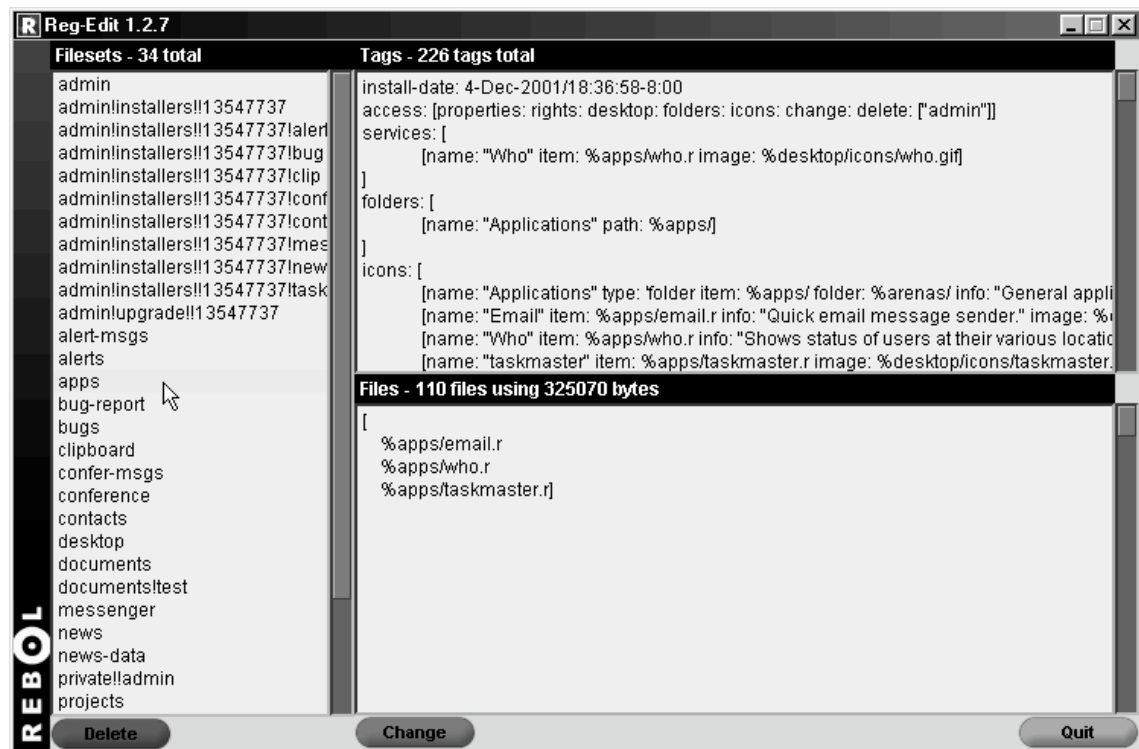 Reg-Edit 1.2.7
Filesets - 34 total
admin
admin!installers!!13547737
admin!installers!!13547737!alert
admin!installers!!13547737!bug
admin!installers!!13547737!clip
admin!installers!!13547737!conf
admin!installers!!13547737!cont
admin!installers!!13547737!mes
admin!installers!!13547737!new
admin!installers!!13547737!task
admin!upgrade!!13547737
alert-msgs
alerts
apps
bug-report
bugs
clipboard
confer-msgs
conference
contacts
desktop
documents
documents!test
messenger
news
news-data
private!!admin
projects
Tags - 226 tags total
install-date: 4-Dec-2001/18:36:58-8:00
access: [properties: rights: desktop: folders: icons: change: delete: ["admin"]]
services: [
[name: "Who" item: %apps/who.r image: %desktop/icons/who.gif]
]
folders: [
[name: "Applications" path: %apps/]
]
icons: [
[name: "Applications" type: 'folder item: %apps/ folder: %arenas/ info: "General appli
[name: "Email" item: %apps/email.r info: "Quick email message sender." image: %
[name: "Who" item: %apps/who.r info: "Shows status of users at their various locatio
[name: "taskmaster" item: %apps/taskmaster.r image: %desktop/icons/taskmaster.
Files - 110 files using 325070 bytes
[
%apps/email.r
%apps/who.r
%apps/taskmaster.r]
REBOL
Delete
Change
Quit